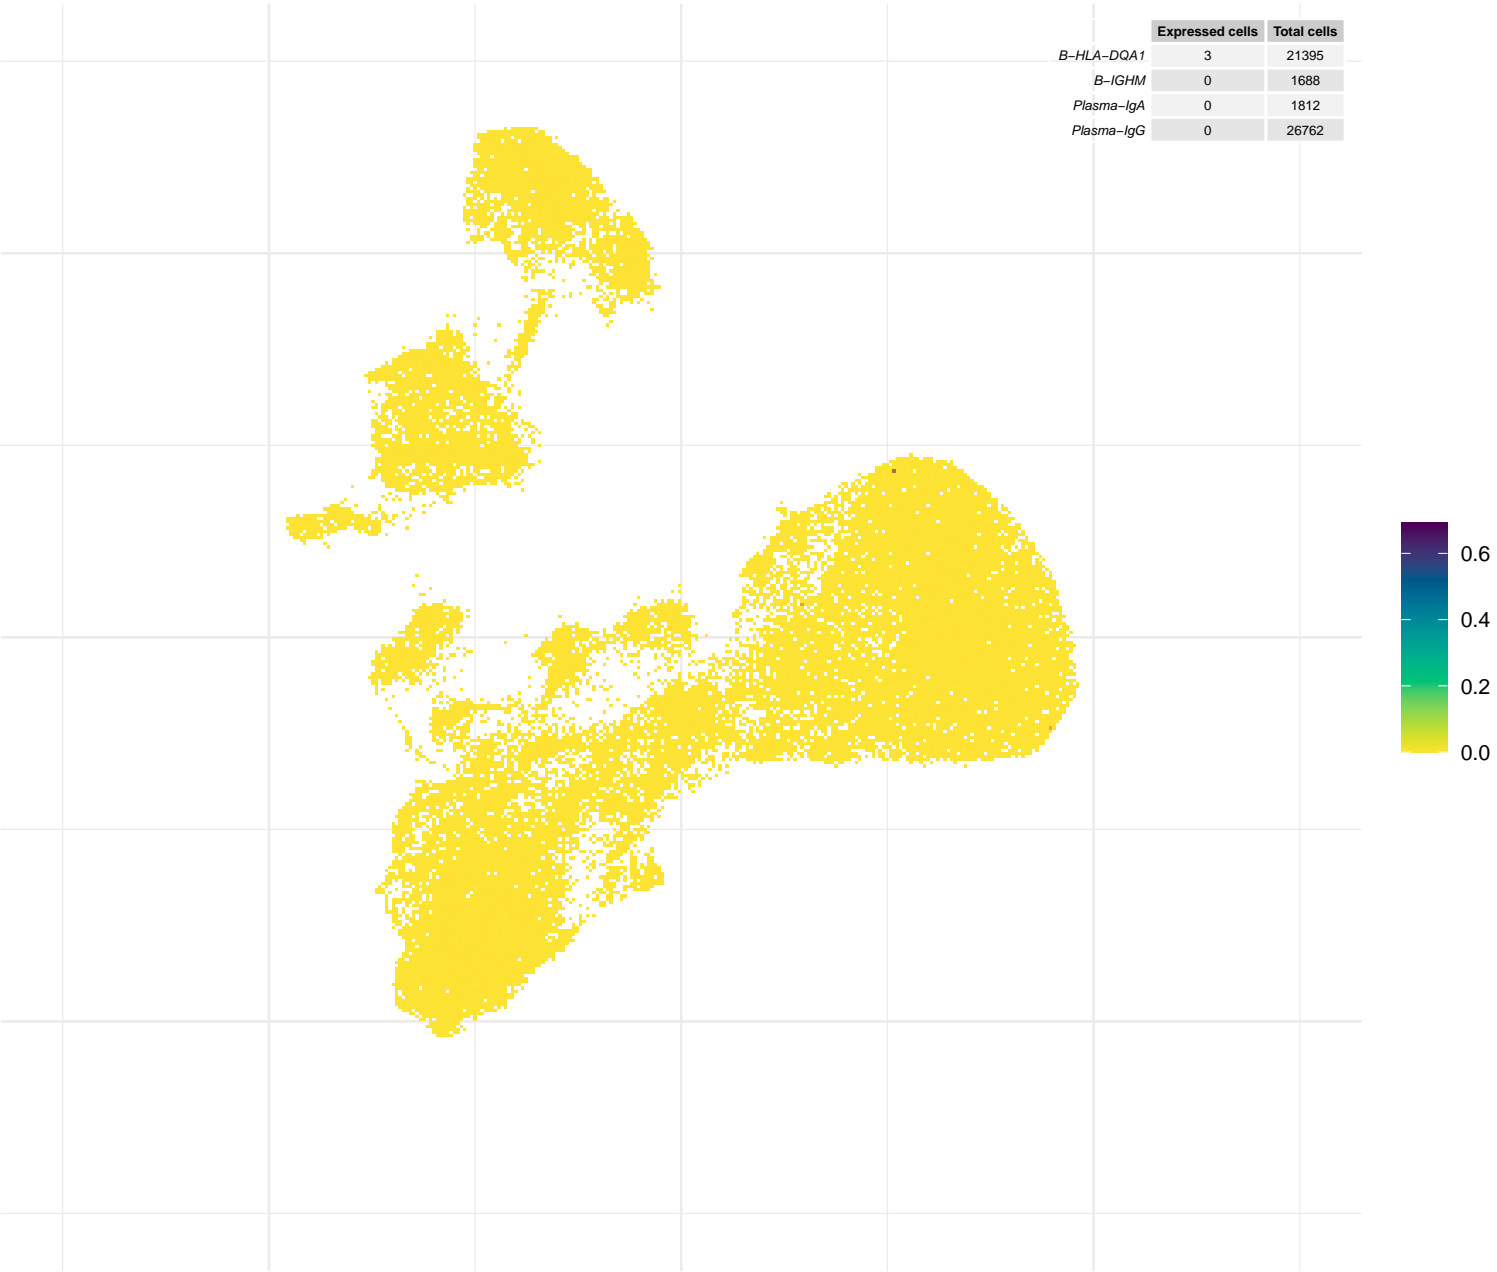 Expressed cells Total cells
B−HLA−DQA1 3 21395
B−IGHM 0 1688
Plasma−IgA 0 1812
Plasma−IgG 0 26762
0.6
0.4
0.2
0.0